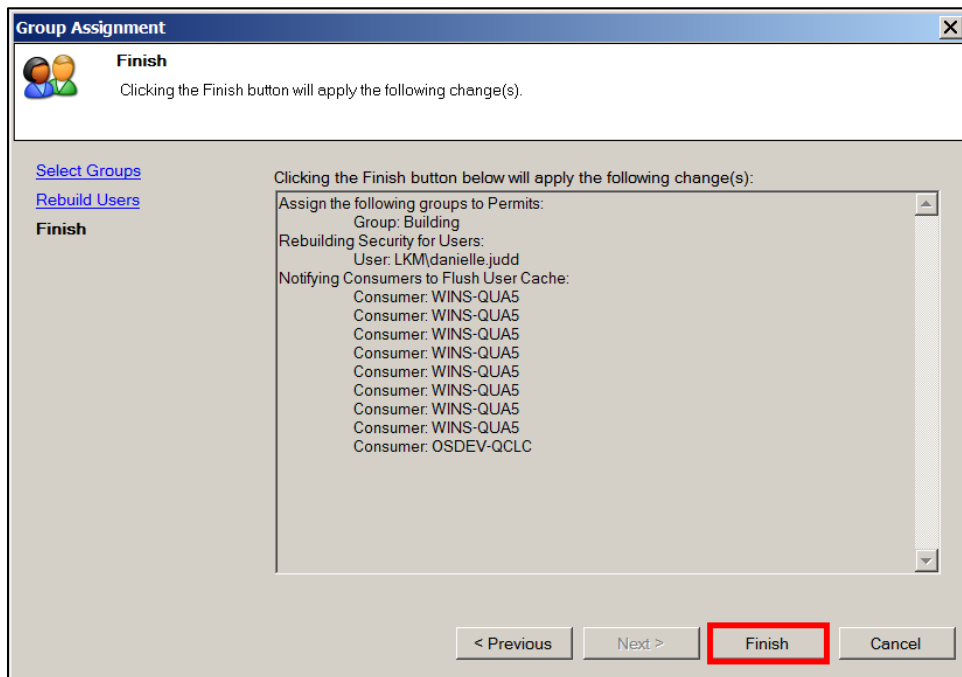 Group Assignment
Finish
Clicking the Finish button will apply the following change(s).
Select Groups
Rebuild Users
Finish
Clicking the Finish button below will apply the following change(s):
Assign the following groups to Permits:
Group: Building
Rebuilding Security for Users:
User: LKM\danielle.judd
Notifying Consumers to Flush User Cache:
Consumer: WINS-QUA5
Consumer: WINS-QUA5
Consumer: WINS-QUA5
Consumer: WINS-QUA5
Consumer: WINS-QUA5
Consumer: WINS-QUA5
Consumer: WINS-QUA5
Consumer: WINS-QUA5
Consumer: OSDEV-QCLC
< Previous
Next >
Finish
Cancel